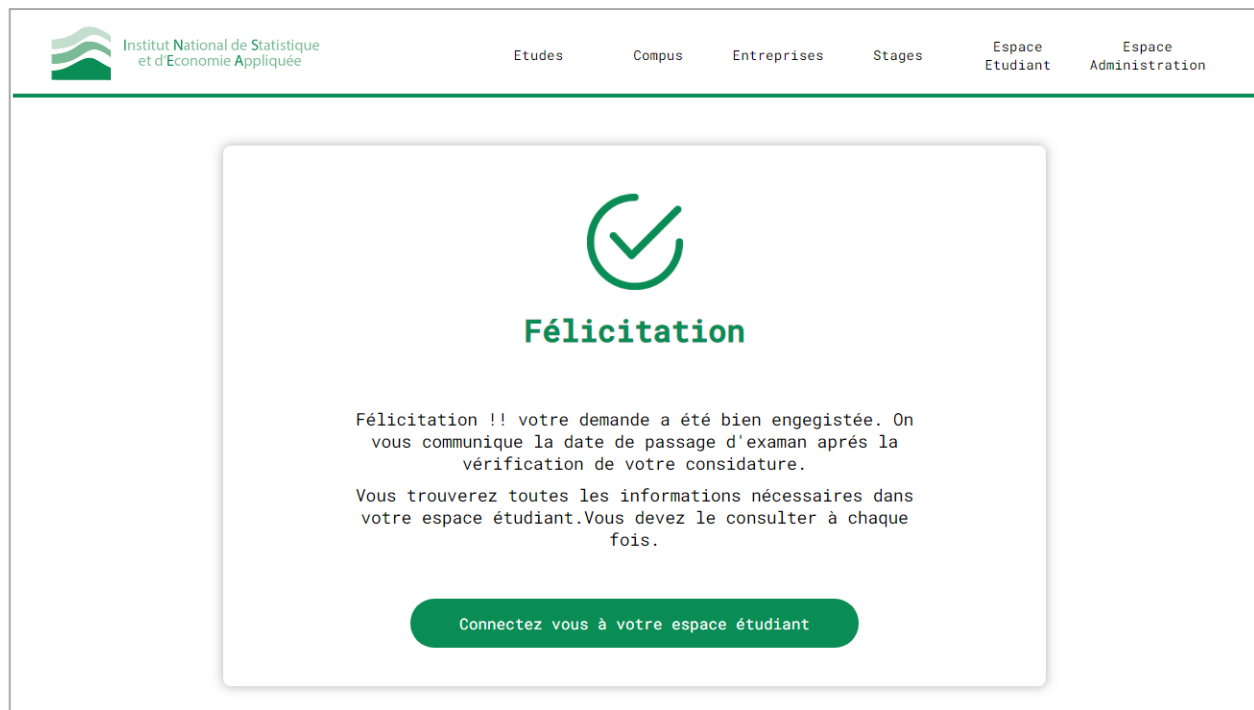 Institut National de Statistique
et d'Economie Appliquée
Etudes
Compus
Entreprises
Stages
Espace
Etudiant
Espace
Administration
Félicitation
Félicitation !! votre demande a été bien engegistée. On
vous communique la date de passage d'examan aprés la
vérification de votre considature.
Vous trouverez toutes les informations nécessaires dans
votre espace étudiant.Vous devez le consulter à chaque
fois.
Connectez vous à votre espace étudiant